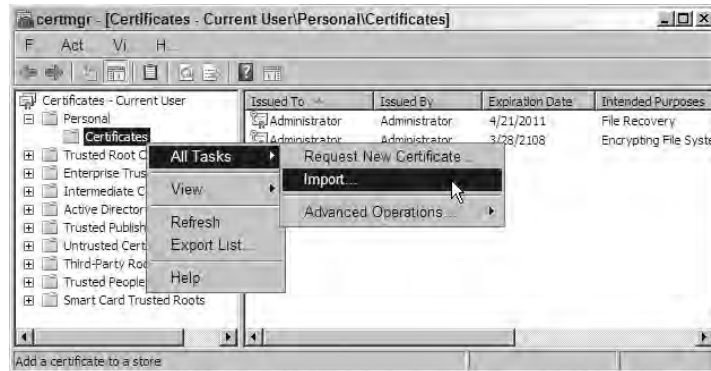 certmgr - [Certificates - Current User\Personal\Certificates]
F Act Vi H
Certificates - Current User
Personal
Certificates
Trusted Root C
Enterprise Trus
Intermediate C
Active Director
Trusted Publish
Untrusted Cert
Third-Party Roo
Trusted People
Smart Card Trusted Roots
Issued To Issued By Expiration Date Intended Purposes
Administrator Administrator 4/21/2011 File Recovery
Administrator Administrator 3/28/2108 Encrypting File Syste
All Tasks
View
Refresh
Export List...
Help
Request New Certificate...
Import...
Advanced Operations...
Add a certificate to a store